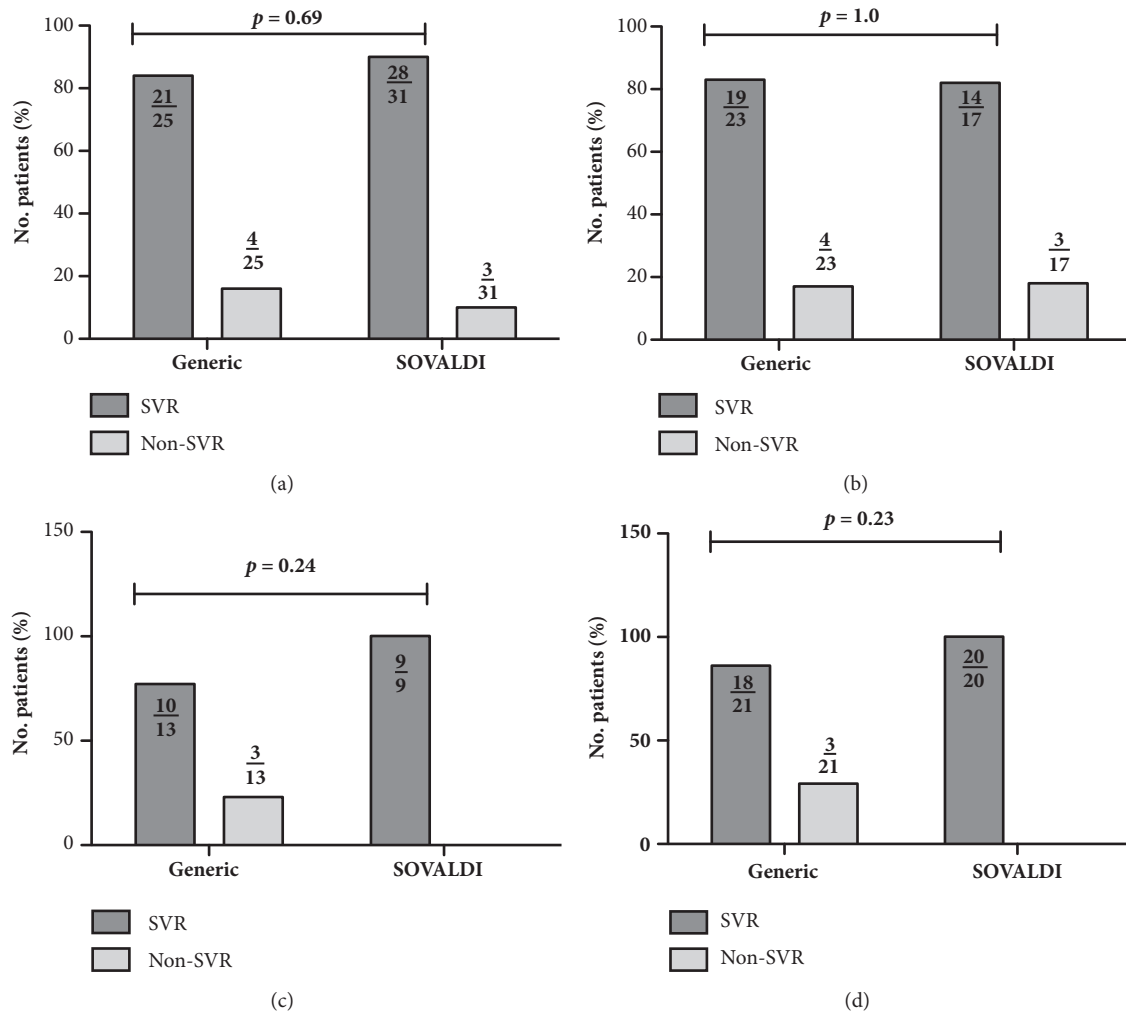 p = 0.69
100
80
60
40
20
0
No. patients (%)
21
25
4
25
28
31
3
31
Generic
SOVALDI
SVR
Non-SVR
(a)
p = 1.0
100
80
60
40
20
0
No. patients (%)
19
23
4
23
14
17
3
17
Generic
SOVALDI
SVR
Non-SVR
(b)
p = 0.24
150
100
50
0
No. patients (%)
10
13
3
13
9
9
Generic
SOVALDI
SVR
Non-SVR
(c)
p = 0.23
150
100
50
0
No. patients (%)
18
21
3
21
20
20
Generic
SOVALDI
SVR
Non-SVR
(d)